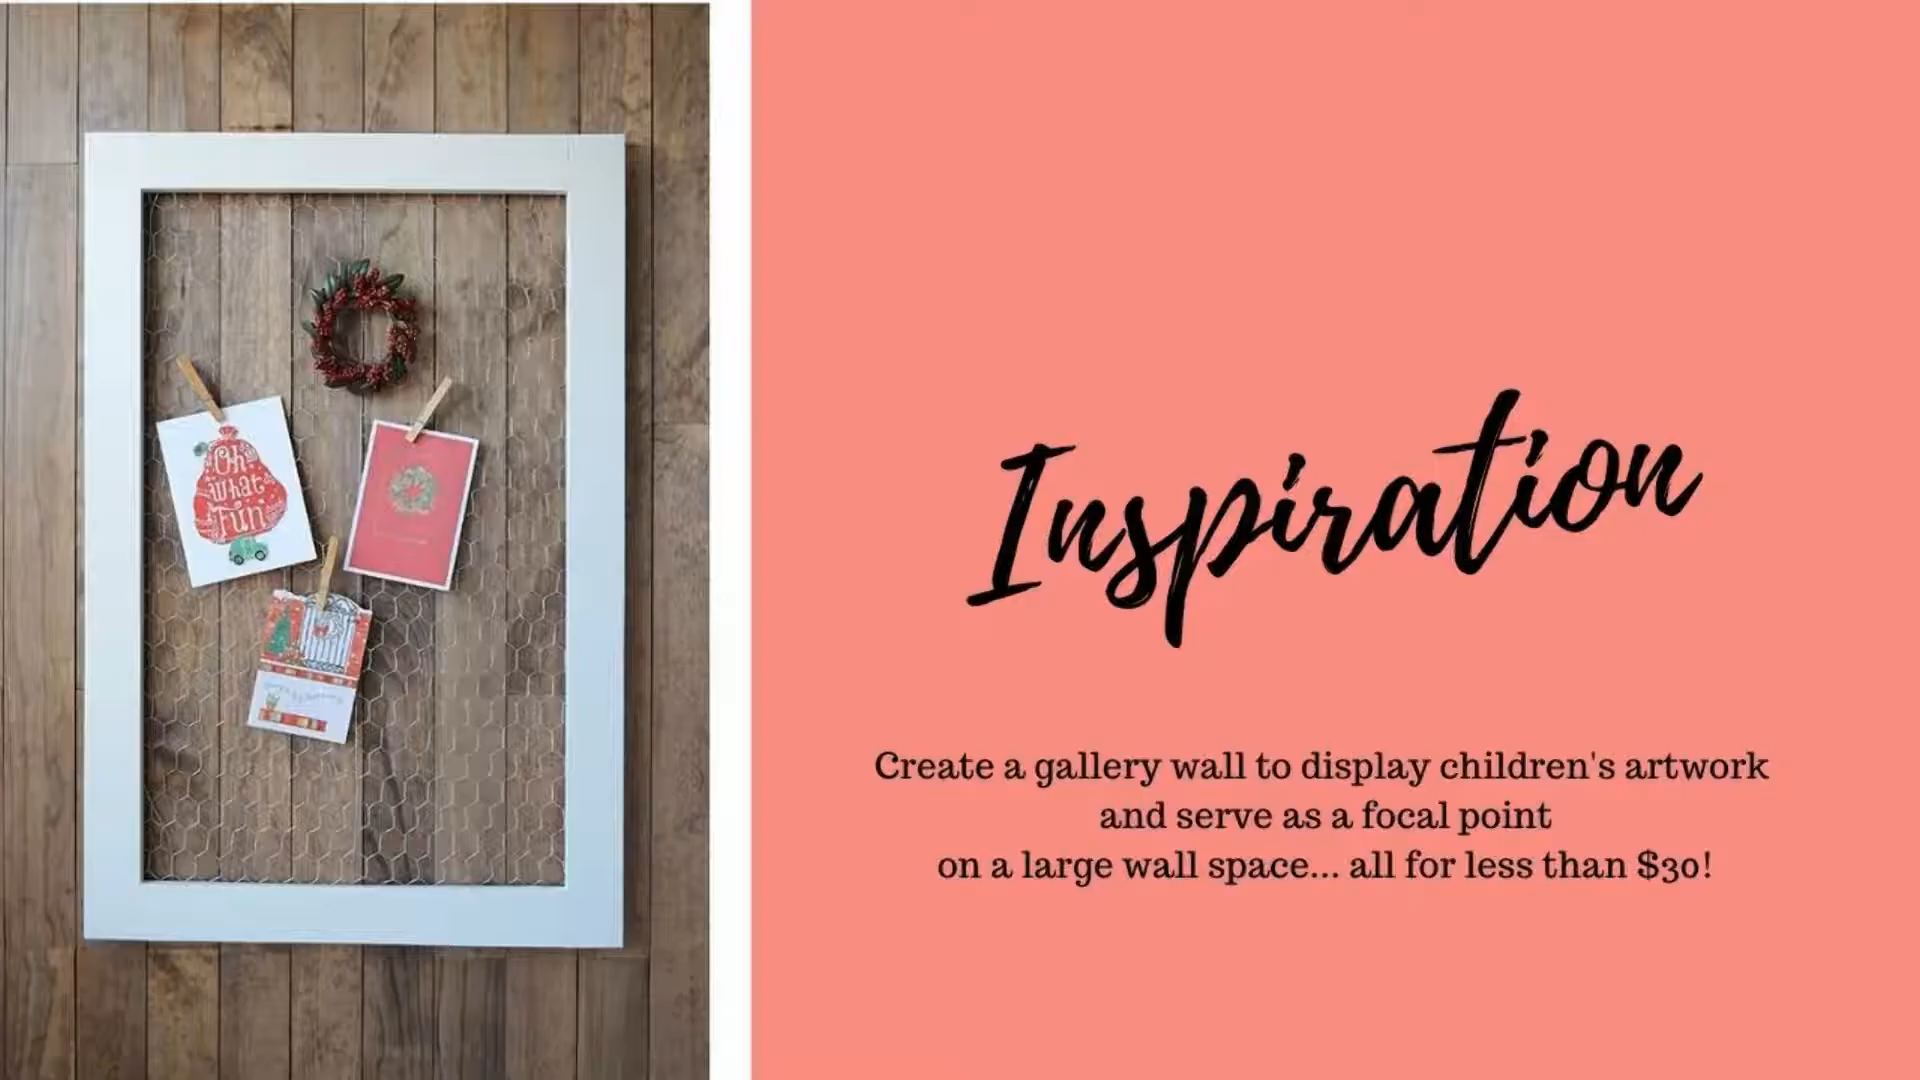 Oh
What
Fun
Inspiration
Create a gallery wall to display children's artwork
and serve as a focal point
on a large wall space... all for less than $30!